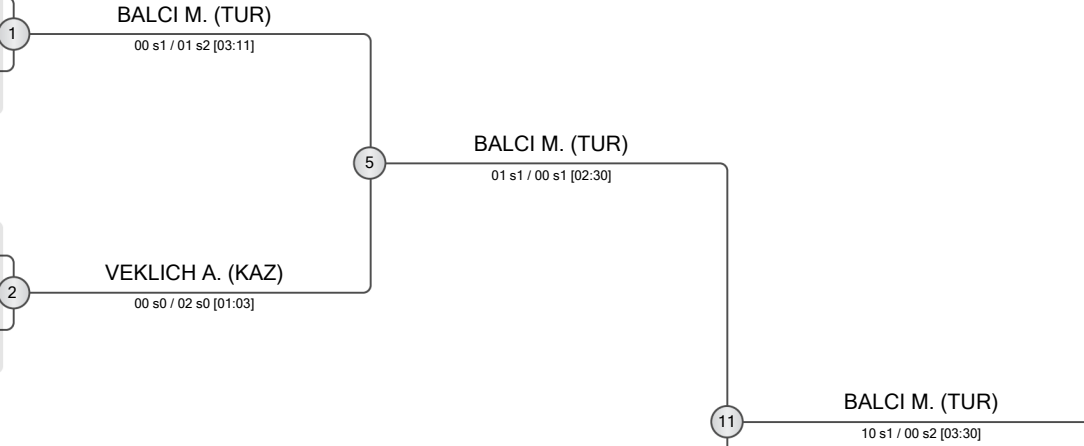 BALCI M. (TUR)
1
00 s1 / 01 s2 [03:11]
BALCI M. (TUR)
5
01 s1 / 00 s1 [02:30]
VEKLICH A. (KAZ)
2
00 s0 / 02 s0 [01:03]
BALCI M. (TUR)
11
10 s1 / 00 s2 [03:30]